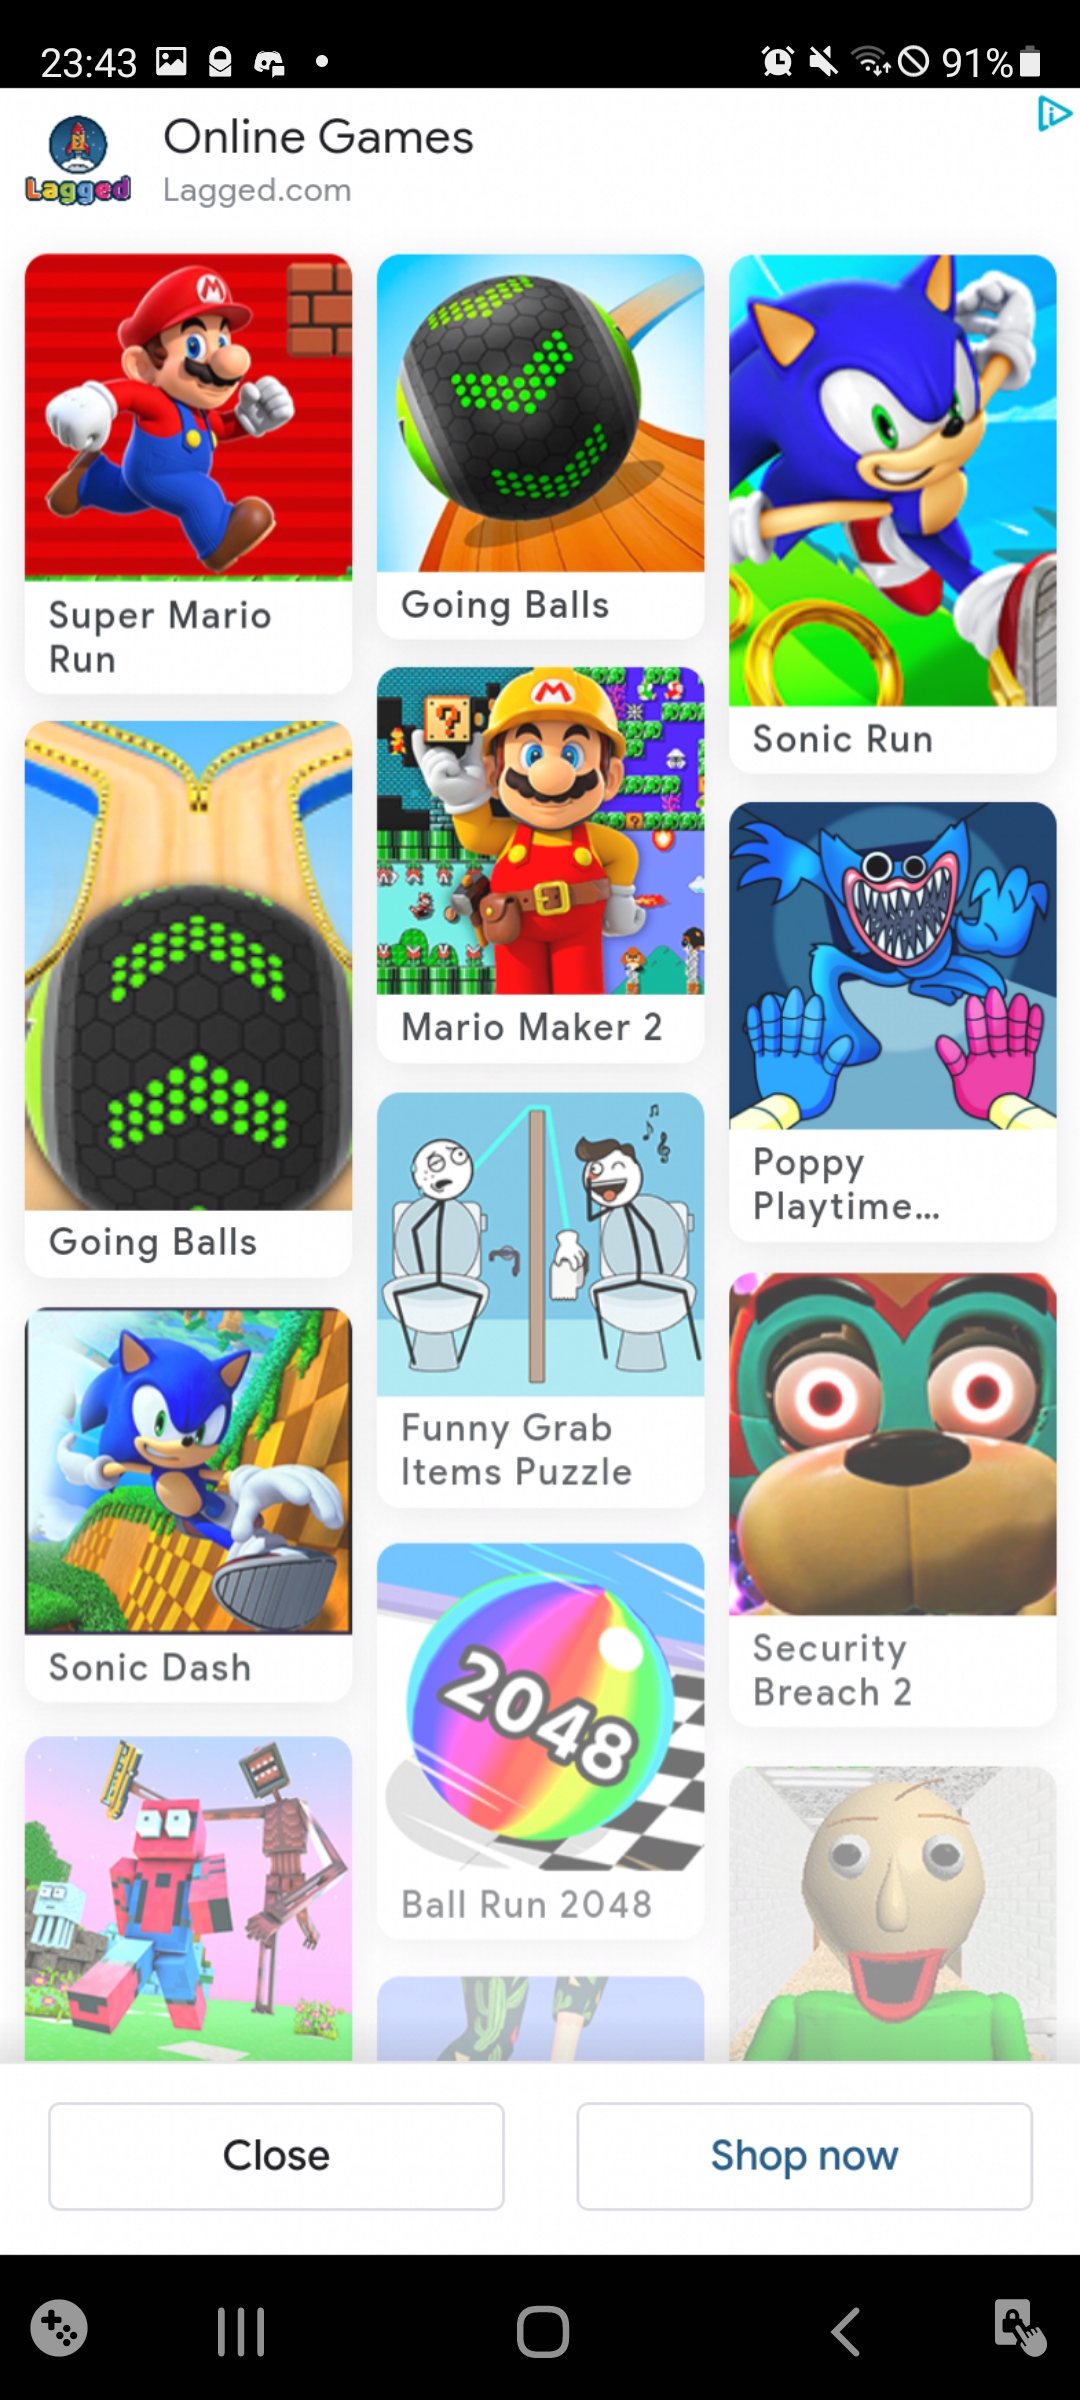 23:43
91%
Online Games
Lagged
Lagged.com
M
Super Mario
Run
Going Balls
Sonic Run
Going Balls
?
M
Mario Maker 2
Poppy
Playtime...
Sonic Dash
Funny Grab
Items Puzzle
Security
Breach 2
2048
Ball Run 2048
Close
Shop now